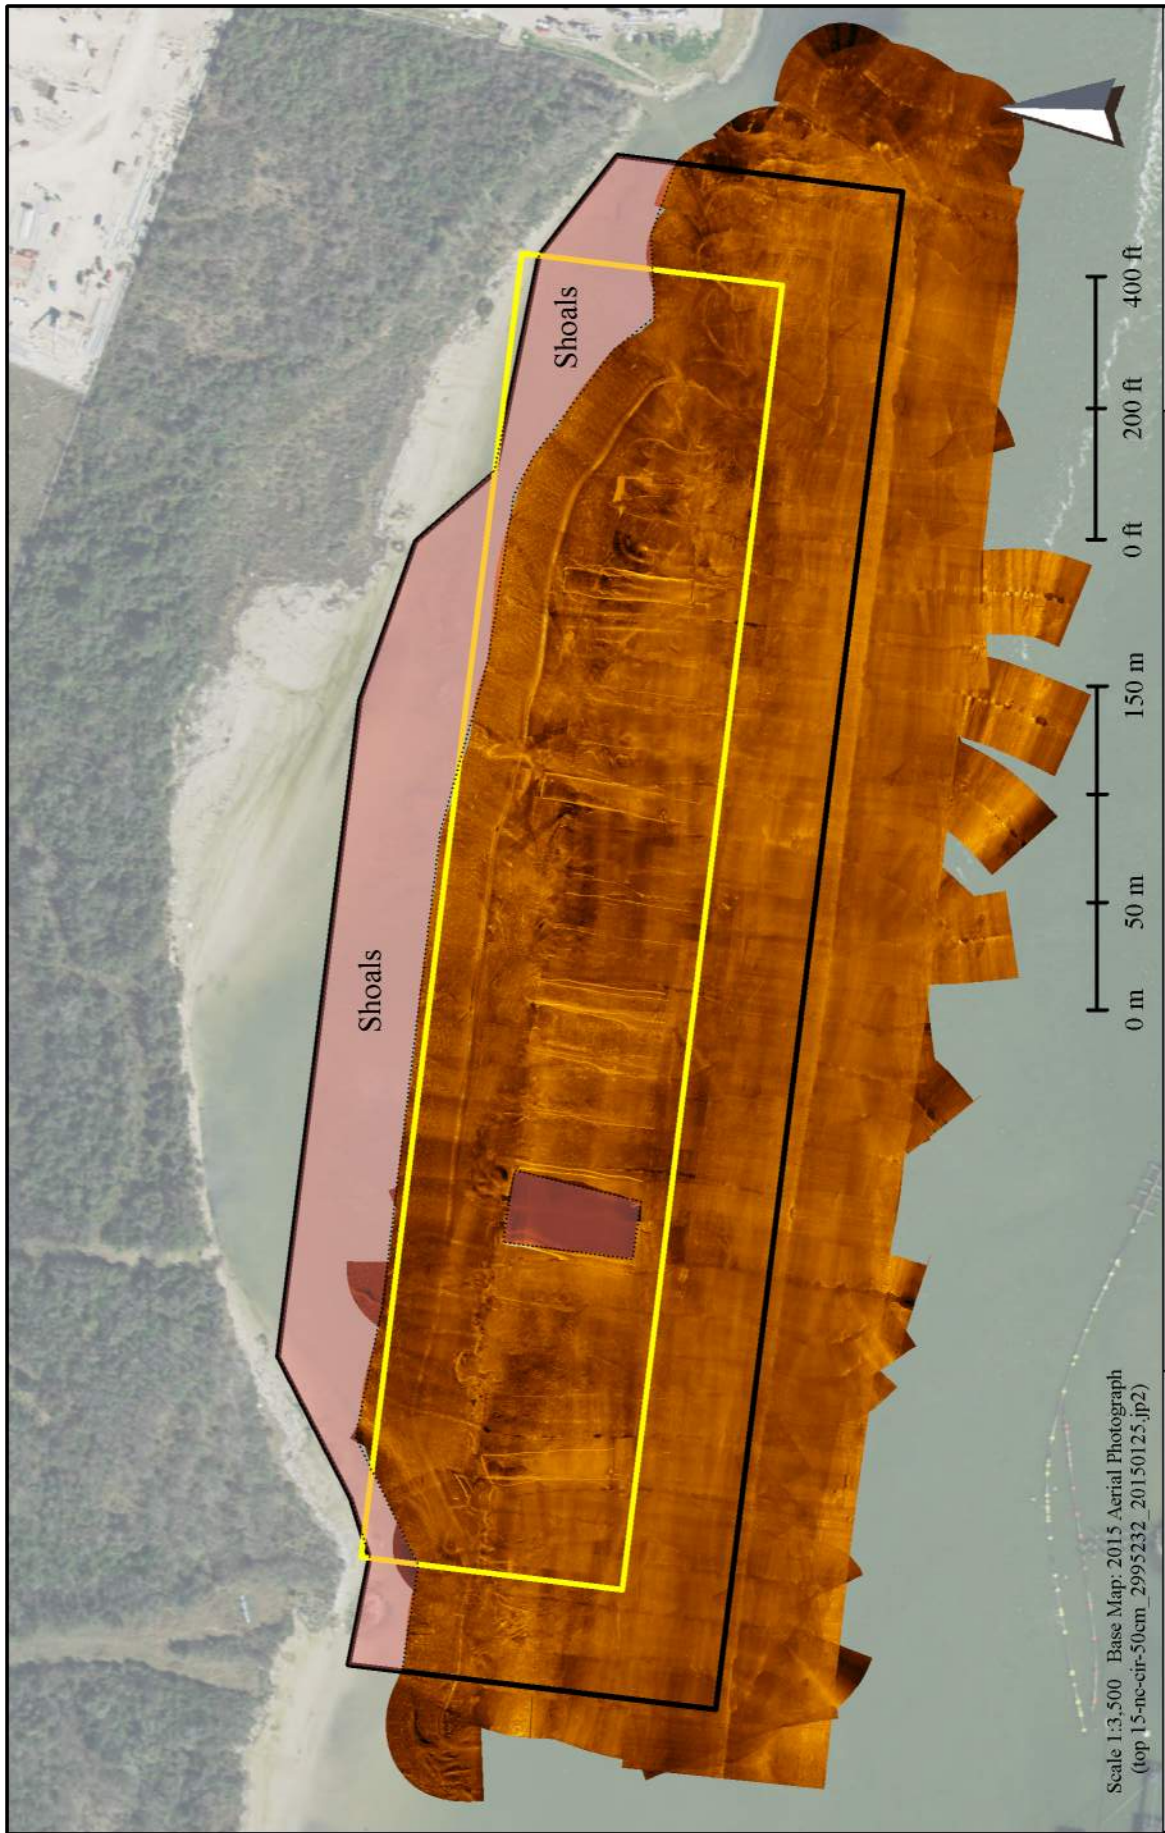 Shoals
Shoals
0 m
50 m
150 m
0 ft
200 ft
400 ft
Scale 1:3,500 Base Map: 2015 Aerial Photograph
(top 15-nc-cir-50cm_2995232_20150125.jp2)